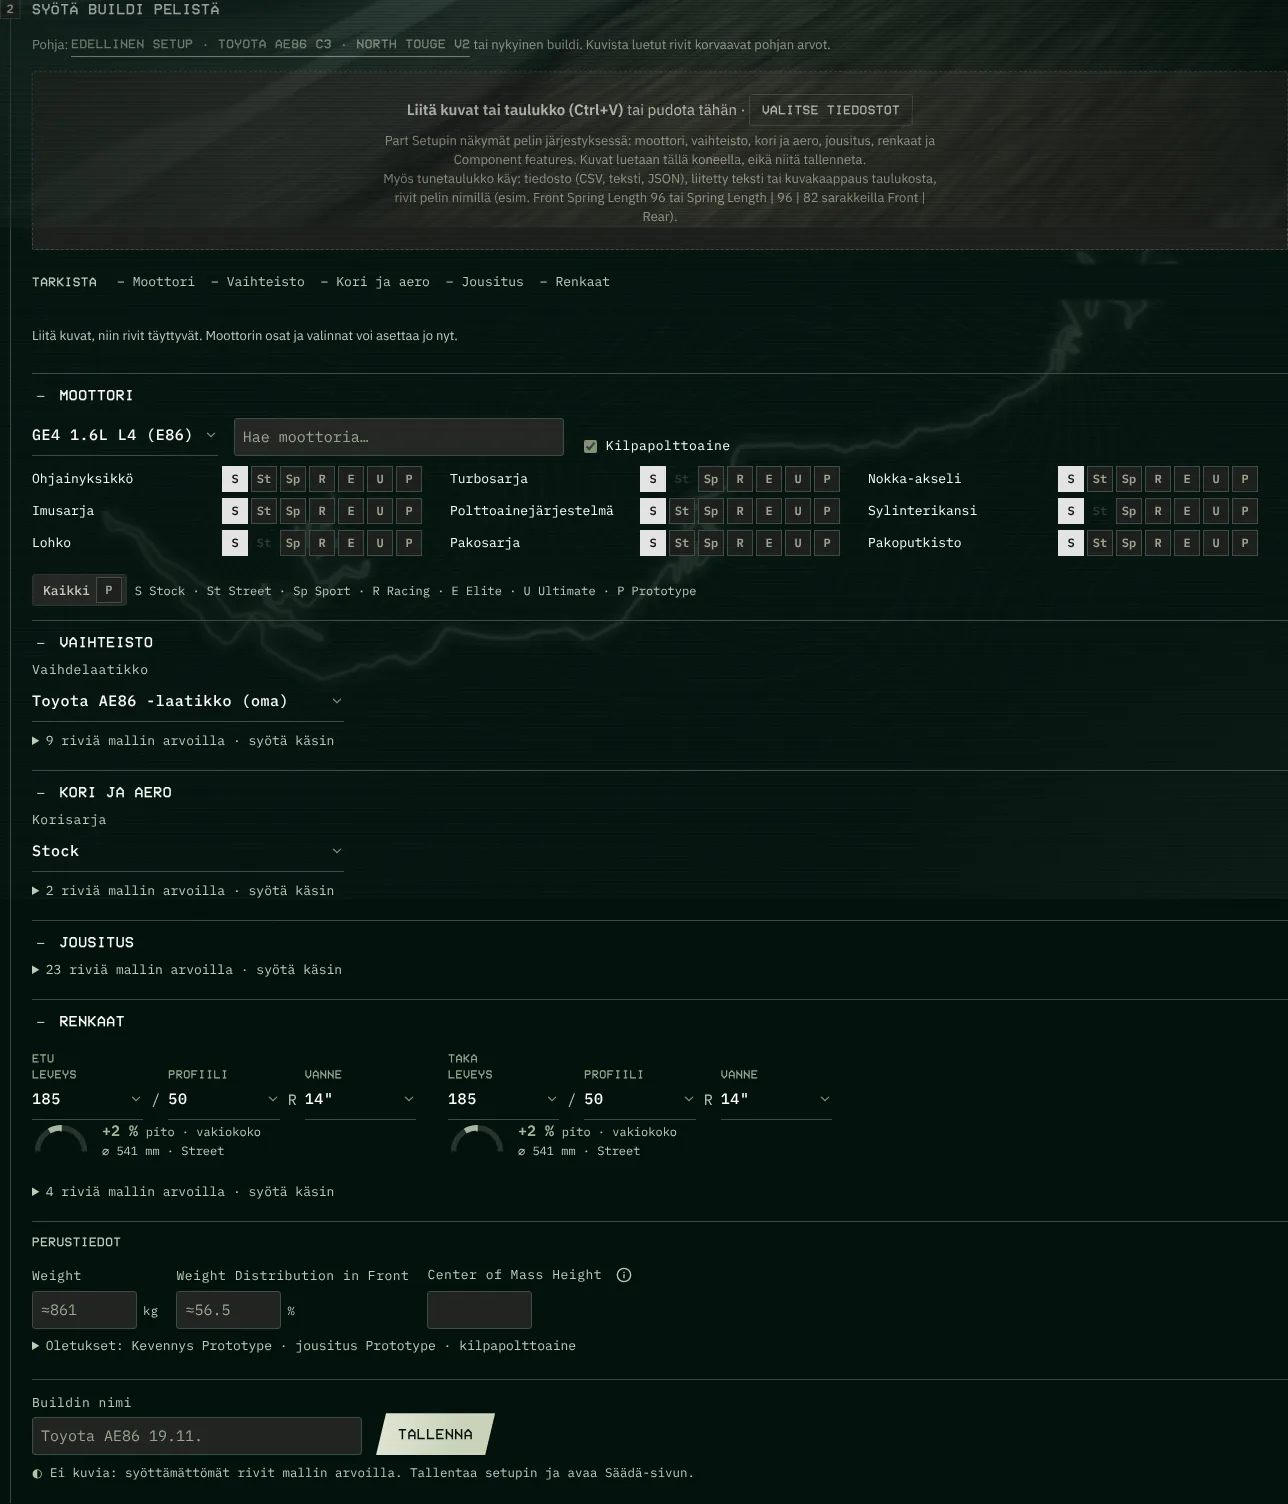 2 SYÖTÄ BUILDI PELISTÄ
Pohja: EDELLINEN SETUP · TOYOTA AE86 C3 · NORTH TOUGE V2 tai nykyinen buildi. Kuvista luetut rivit korvaavat pohjan arvot.
Liitä kuvat tai taulukko (Ctrl+V) tai pudota tähän · VALITSE TIEDOSTOT
Part Setupin näkymät pelin järjestyksessä: moottori, vaihteisto, kori ja aero, jousitus, renkaat ja
Component features. Kuvat luetaan tällä koneella, eikä niitä tallenneta.
Myös tunetaulukko käy: tiedosto (CSV, teksti, JSON), liitetty teksti tai kuvakaappaus taulukosta,
rivit pelin nimillä (esim. Front Spring Length 96 tai Spring Length | 96 | 82 sarakkeilla Front |
Rear).
TARKISTA – Moottori – Vaihteisto – Kori ja aero – Jousitus – Renkaat
Liitä kuvat, niin rivit täyttyvät. Moottorin osat ja valinnat voi asettaa jo nyt.
– MOOTTORI
GE4 1.6L L4 (E86) Hae moottoria… Kilpapolttoaine
Ohjainyksikkö S St Sp R E U P Turbosarja S St Sp R E U P Nokka-akseli S St Sp R E U P
Imusarja S St Sp R E U P Polttoainejärjestelmä S St Sp R E U P Sylinterikansi S St Sp R E U P
Lohko S St Sp R E U P Pakosarja S St Sp R E U P Pakoputkisto S St Sp R E U P
Kaikki P S Stock · St Street · Sp Sport · R Racing · E Elite · U Ultimate · P Prototype
– VAIHTEISTO
Vaihdelaatikko
Toyota AE86 -laatikko (oma)
▶ 9 riviä mallin arvoilla · syötä käsin
– KORI JA AERO
Korisarja
Stock
▶ 2 riviä mallin arvoilla · syötä käsin
– JOUSITUS
▶ 23 riviä mallin arvoilla · syötä käsin
– RENKAAT
ETU TAKA
LEVEYS PROFIILI VANNE LEVEYS PROFIILI VANNE
185 / 50 R 14" 185 / 50 R 14"
+2 % pito · vakiokoko +2 % pito · vakiokoko
⌀ 541 mm · Street ⌀ 541 mm · Street
▶ 4 riviä mallin arvoilla · syötä käsin
PERUSTIEDOT
Weight Weight Distribution in Front Center of Mass Height
≈861 kg ≈56.5 %
▶ Oletukset: Kevennys Prototype · jousitus Prototype · kilpapolttoaine
Buildin nimi
Toyota AE86 19.11. TALLENNA
◐ Ei kuvia: syöttämättömät rivit mallin arvoilla. Tallentaa setupin ja avaa Säädä-sivun.